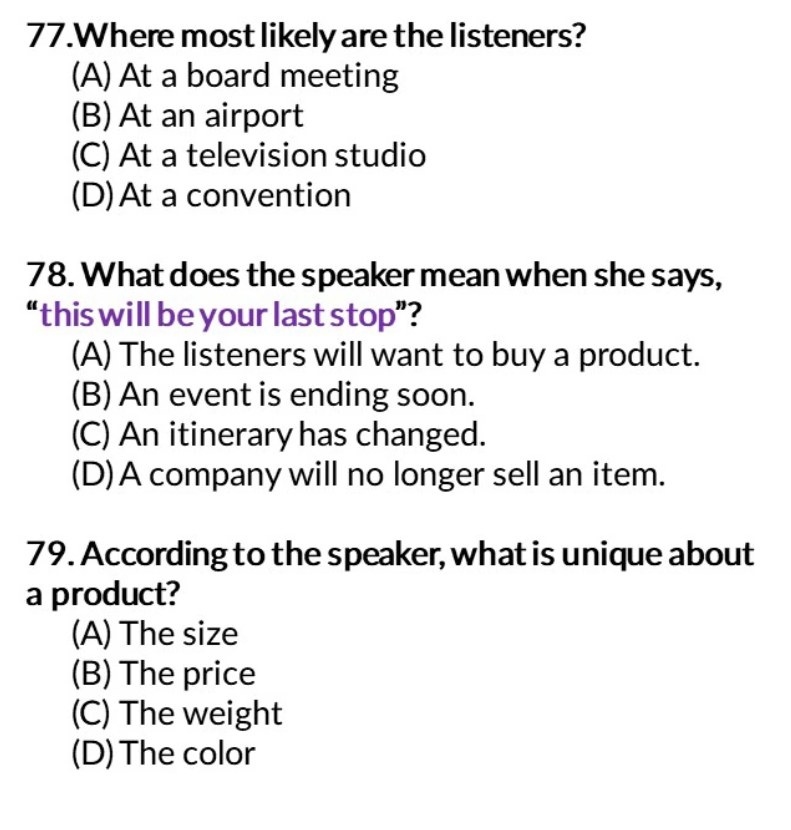 77.Where most likely are the listeners?
(A) At a board meeting
(B) At an airport
(C) At a television studio
(D) At a convention
78. What does the speaker mean when she says,
“this will be your last stop”?
(A) The listeners will want to buy a product.
(B) An event is ending soon.
(C) An itinerary has changed.
(D) A company will no longer sell an item.
79. According to the speaker, what is unique about
a product?
(A) The size
(B) The price
(C) The weight
(D) The color